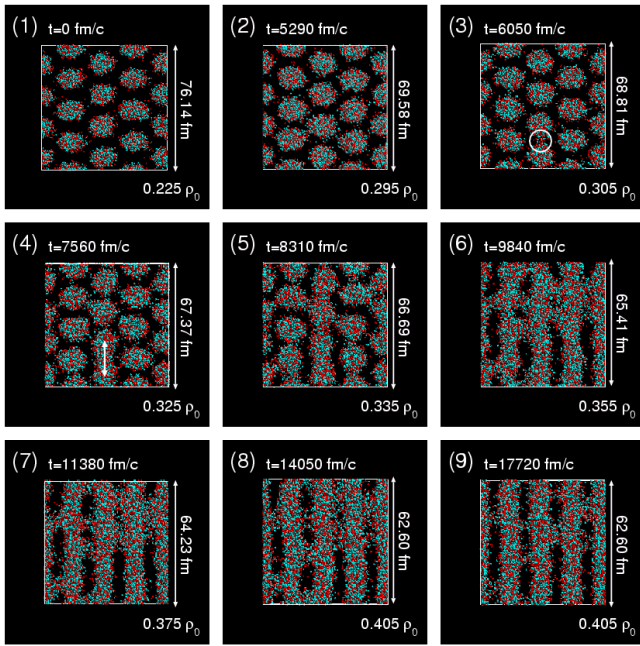 (1) t=0 fm/c
76.14 fm
0.225 ρ₀
(2) t=5290 fm/c
69.58 fm
0.295 ρ₀
(3) t=6050 fm/c
68.81 fm
0.305 ρ₀
(4) t=7560 fm/c
67.37 fm
0.325 ρ₀
(5) t=8310 fm/c
66.69 fm
0.335 ρ₀
(6) t=9840 fm/c
65.41 fm
0.355 ρ₀
(7) t=11380 fm/c
64.23 fm
0.375 ρ₀
(8) t=14050 fm/c
62.60 fm
0.405 ρ₀
(9) t=17720 fm/c
62.60 fm
0.405 ρ₀